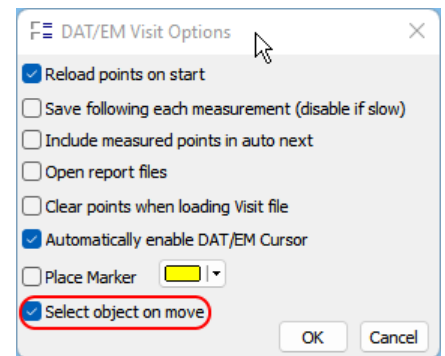 DAT/EM Visit Options
Reload points on start
Save following each measurement (disable if slow)
Include measured points in auto next
Open report files
Clear points when loading Visit file
Automatically enable DAT/EM Cursor
Place Marker
Select object on move
OK Cancel